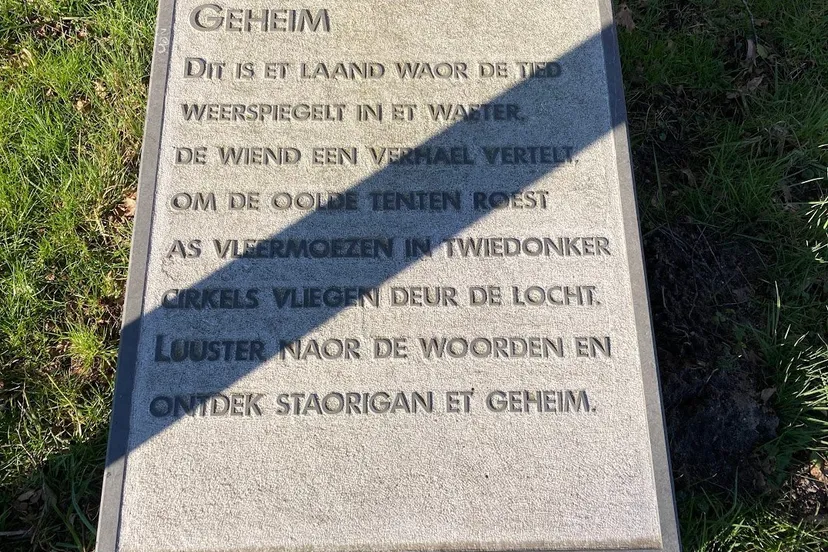 GEHEIM
DIT IS ET LAAND WAOR DE TIED
WEERSPIEGELT IN ET WAETER,
DE WIEND EEN VERHAEL VERTELT,
OM DE OOLDE TENTEN ROEST
AS VLEERMOEZEN IN TWIEDONKER
CIRKELS VLIEGEN DEUR DE LOCHT.
LUUSTER NAOR DE WOORDEN EN
ONTDEK STAORIGAN ET GEHEIM.